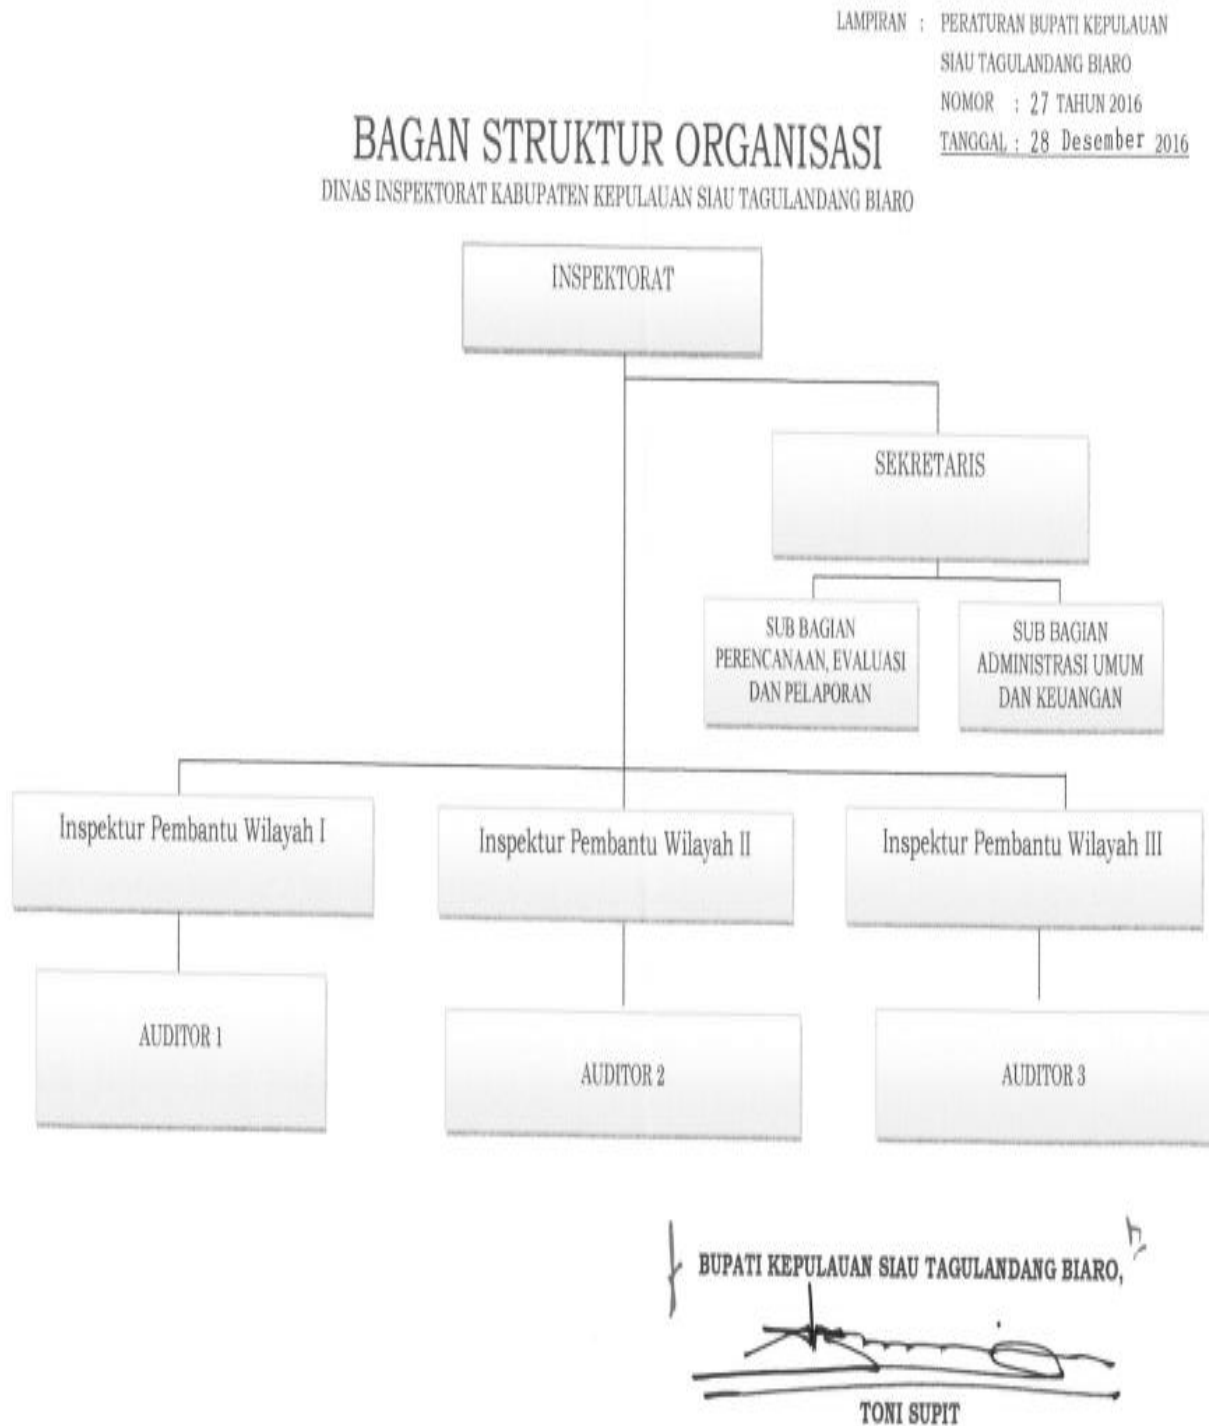 LAMPIRAN : PERATURAN BUPATI KEPULAUAN
SIAU TAGULANDANG BIARO
NOMOR : 27 TAHUN 2016
TANGGAL : 28 Desember 2016
BAGAN STRUKTUR ORGANISASI
DINAS INSPEKTORAT KABUPATEN KEPULAUAN SIAU TAGULANDANG BIARO
INSPEKTORAT
SEKRETARIS
SUB BAGIAN
PERENCANAAN, EVALUASI
DAN PELAPORAN
SUB BAGIAN
ADMINISTRASI UMUM
DAN KEUANGAN
Inspektur Pembantu Wilayah I
Inspektur Pembantu Wilayah II
Inspektur Pembantu Wilayah III
AUDITOR 1
AUDITOR 2
AUDITOR 3
BUPATI KEPULAUAN SIAU TAGULANDANG BIARO,
TONI SUPIT